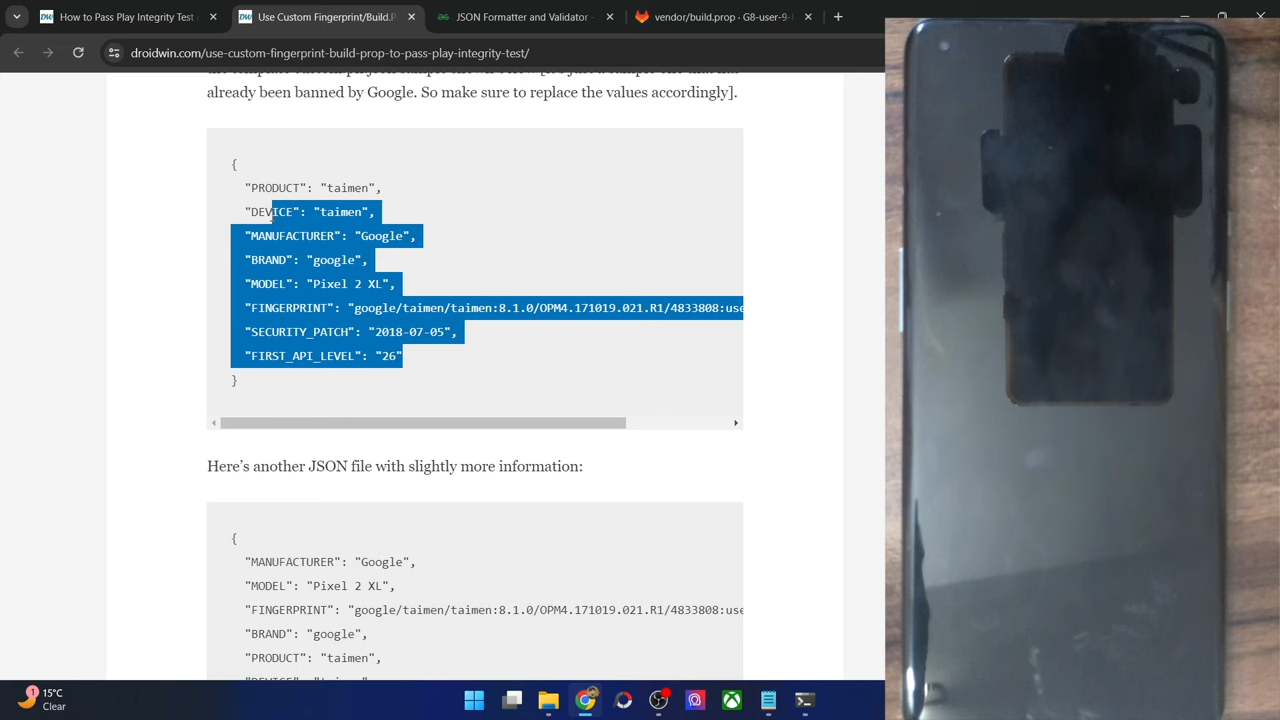 How to Pass Play Integrity Test
Use Custom Fingerprint/Build.P
JSON Formatter and Validator -
vendor/build.prop · G8-user-9-
droidwin.com/use-custom-fingerprint-build-prop-to-pass-play-integrity-test/
already been banned by Google. So make sure to replace the values accordingly].
{
"PRODUCT": "taimen",
"DEVICE": "taimen",
"MANUFACTURER": "Google",
"BRAND": "google",
"MODEL": "Pixel 2 XL",
"FINGERPRINT": "google/taimen/taimen:8.1.0/OPM4.171019.021.R1/4833808:use
"SECURITY_PATCH": "2018-07-05",
"FIRST_API_LEVEL": "26"
}
Here's another JSON file with slightly more information:
{
"MANUFACTURER": "Google",
"MODEL": "Pixel 2 XL",
"FINGERPRINT": "google/taimen/taimen:8.1.0/OPM4.171019.021.R1/4833808:use
"BRAND": "google",
"PRODUCT": "taimen",
1
15°C
Clear